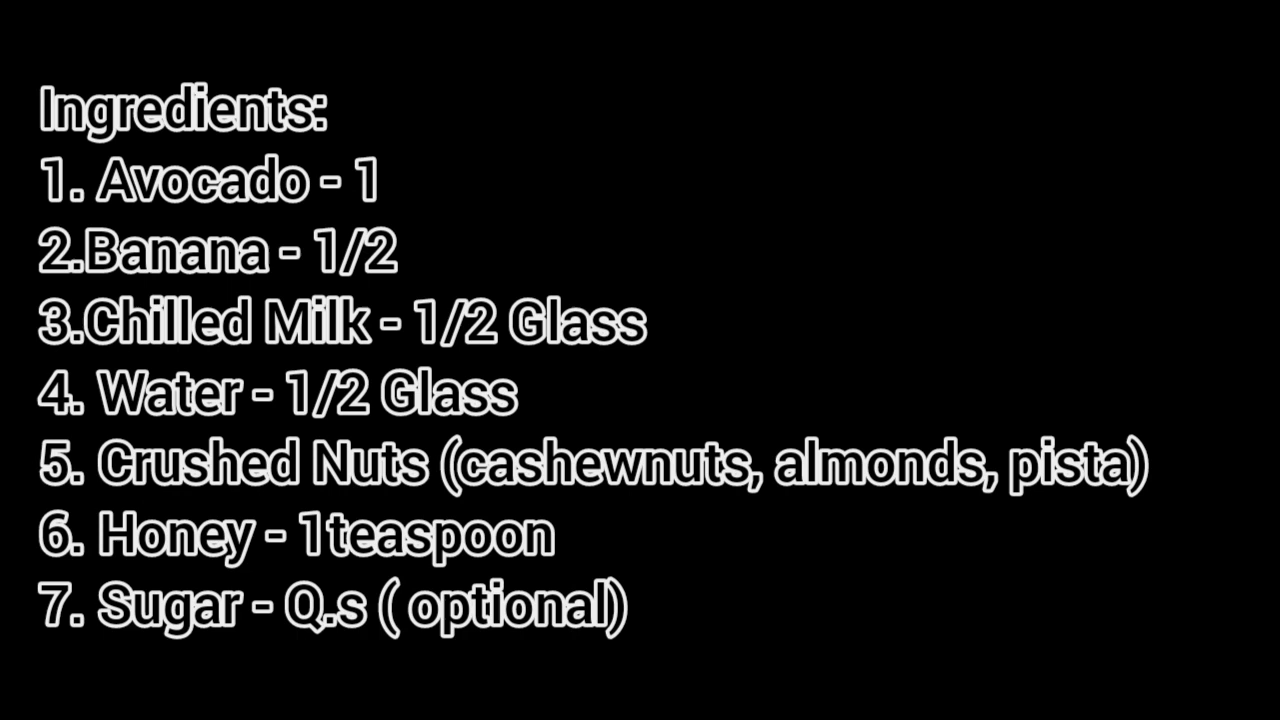 Ingredients:
1. Avocado - 1
2.Banana - 1/2
3.Chilled Milk - 1/2 Glass
4. Water - 1/2 Glass
5. Crushed Nuts (cashewnuts, almonds, pista)
6. Honey - 1teaspoon
7. Sugar - Q.s ( optional)